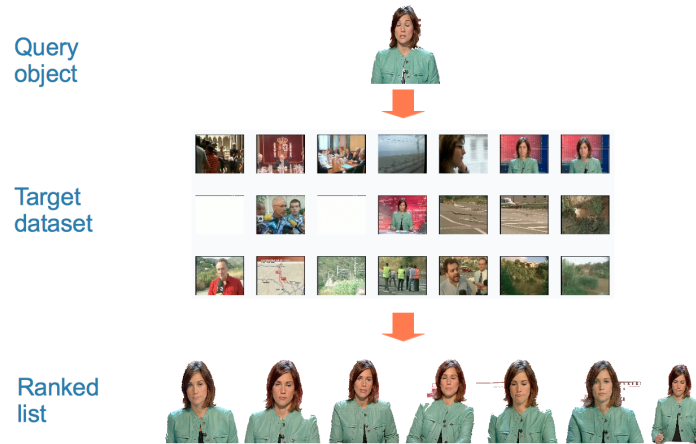 Query
object
Target
dataset
Ranked
list